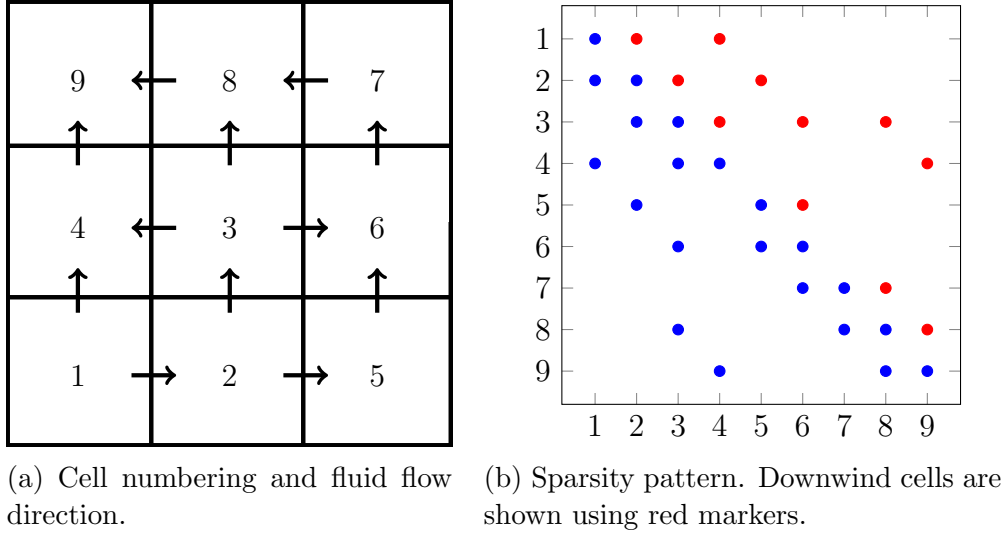 9 8 7
4 3 6
1 2 5
1
2
3
4
5
6
7
8
9
1 2 3 4 5 6 7 8 9
(a) Cell numbering and fluid flow
direction.
(b) Sparsity pattern. Downwind cells are
shown using red markers.